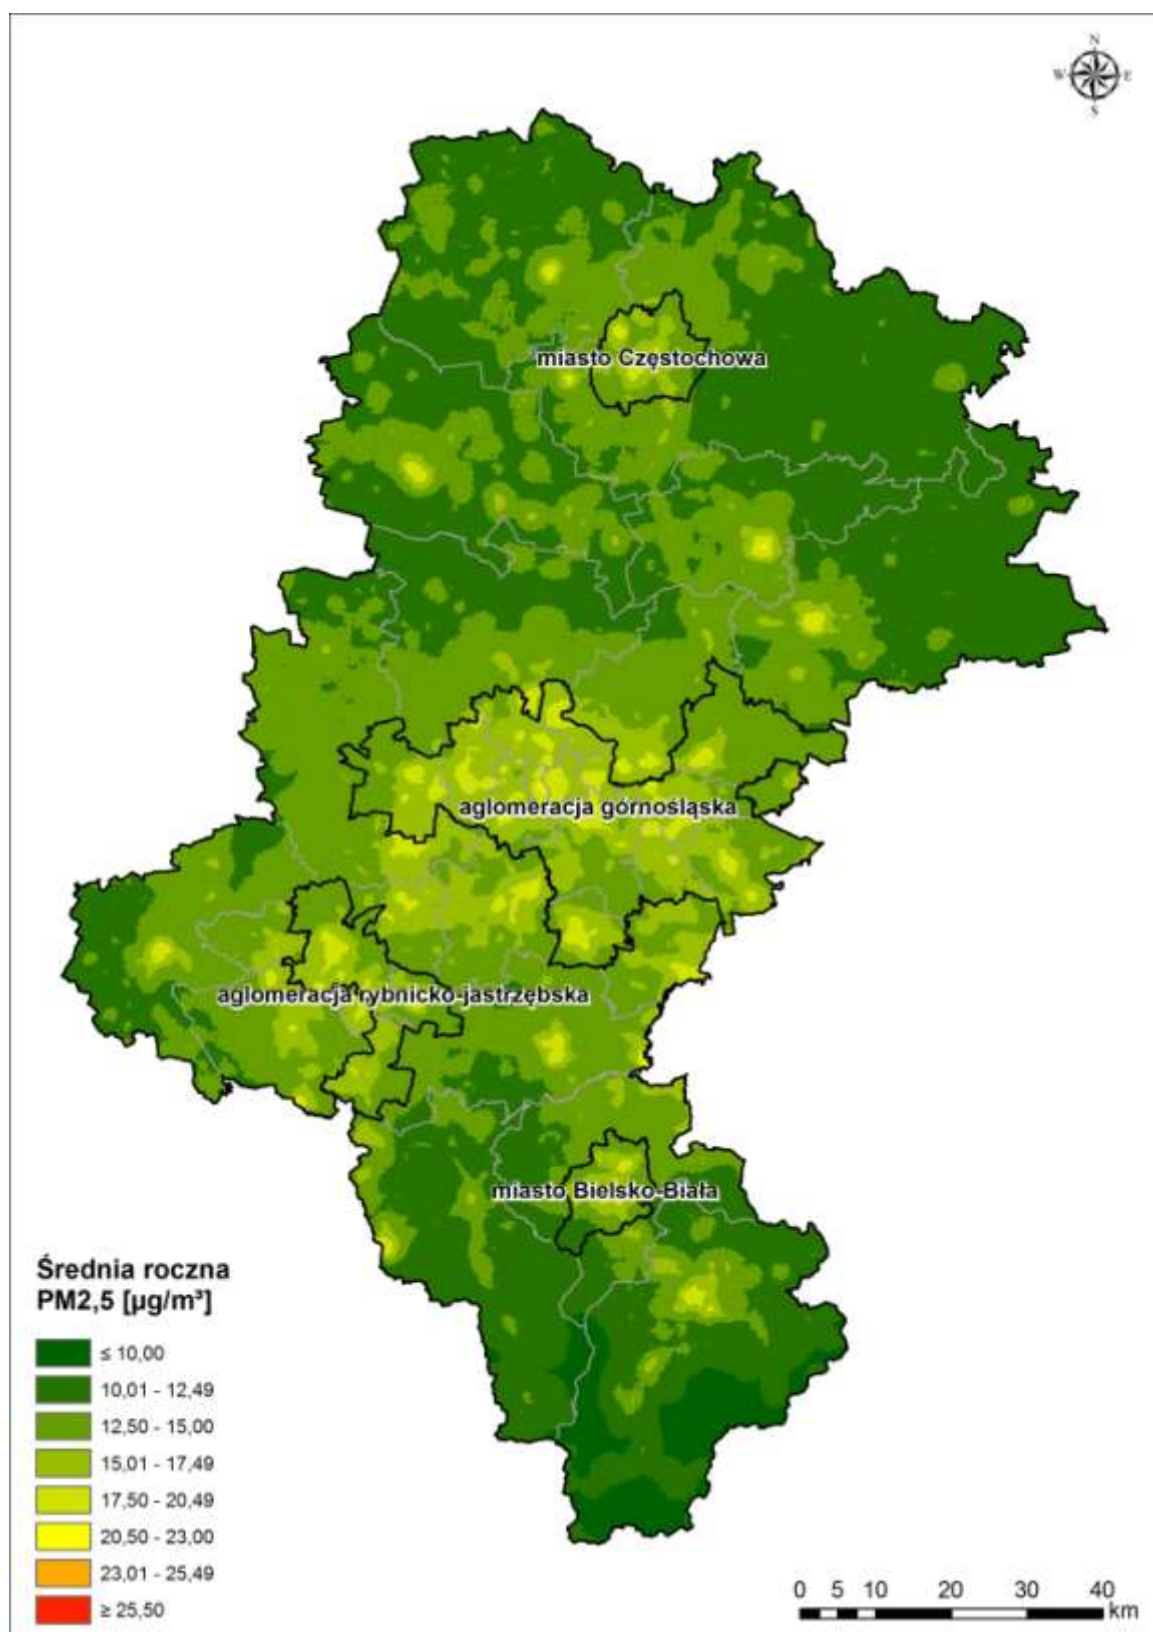 N
W E
S
miasto Częstochowa
aglomeracja górnośląska
aglomeracja rybnicko-jastrzębska
miasto Bielsko-Biała
Średnia roczna
PM2,5 [µg/m³]
≤ 10,00
10,01 - 12,49
12,50 - 15,00
15,01 - 17,49
17,50 - 20,49
20,50 - 23,00
23,01 - 25,49
≥ 25,50
0 5 10 20 30 40
km